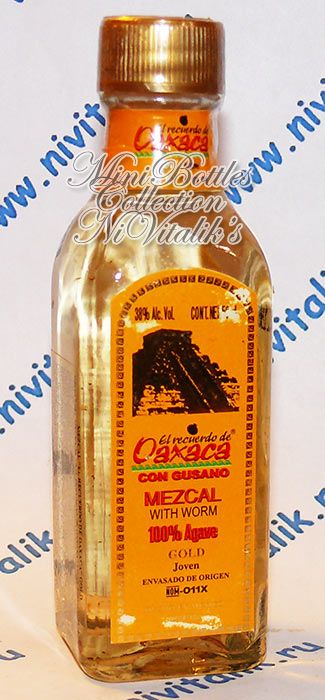 El recuerdo de
Oaxaca
Mini Bottles
Collection
NiVitalik's
38% Alc. Vol.
CONT. NET
El recuerdo de
Oaxaca
CON GUSANO
MEZCAL
WITH WORM
100% Agave
GOLD
Joven
ENVASADO DE ORIGEN
NOM-011X
www.nivitalik.ru